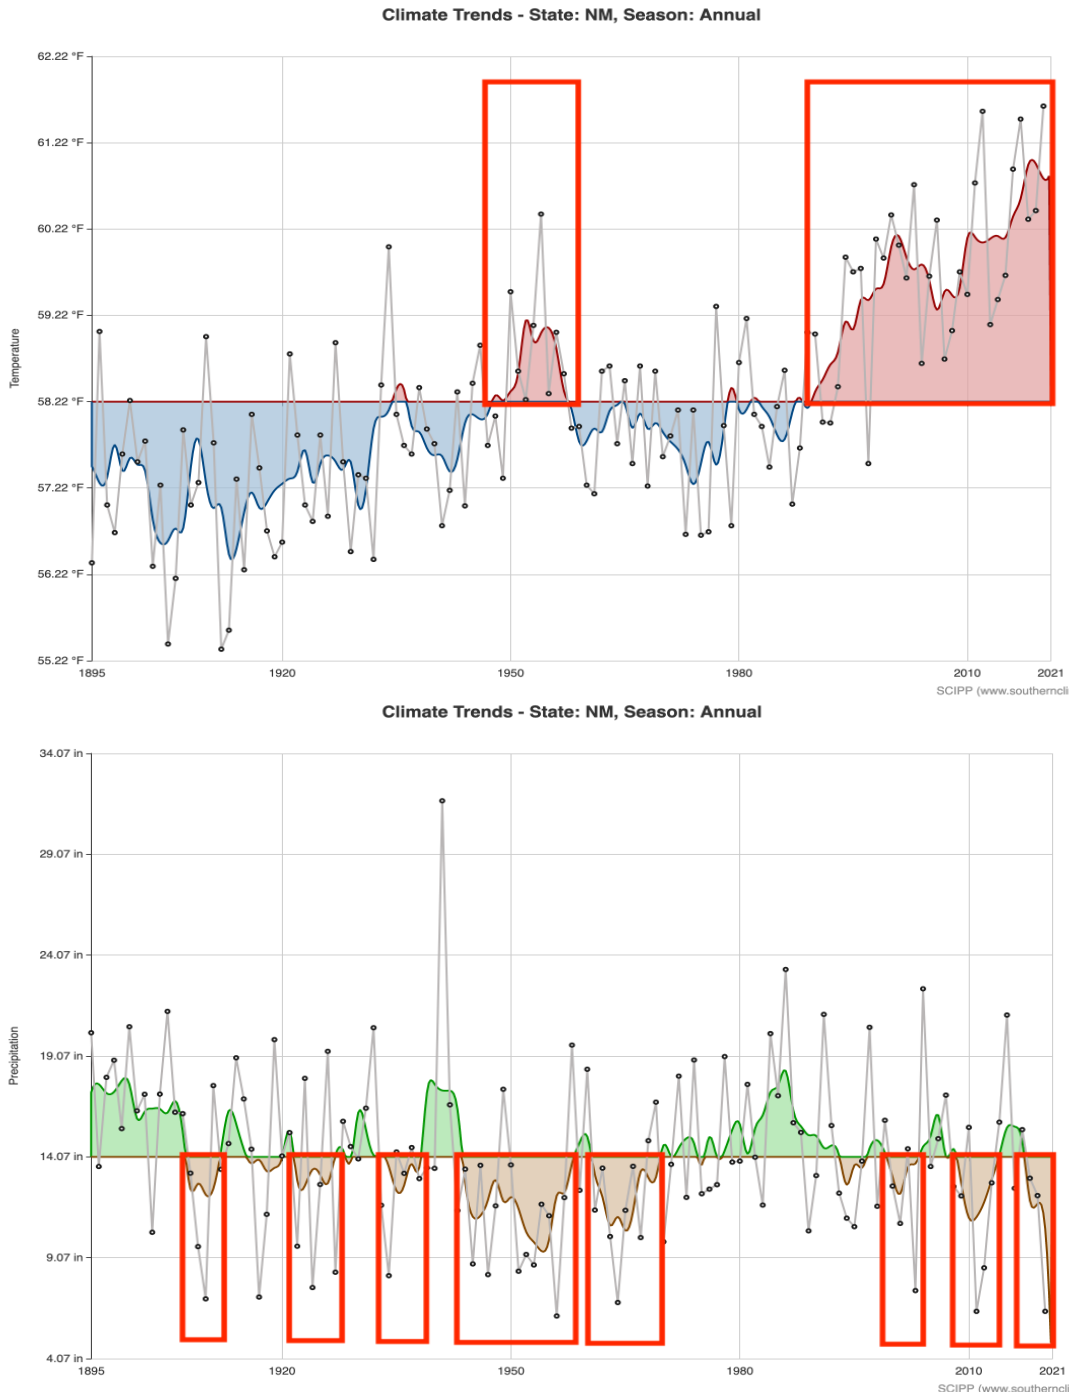 Climate Trends - State: NM, Season: Annual
62.22 °F
61.22 °F
60.22 °F
59.22 °F
58.22 °F
57.22 °F
56.22 °F
55.22 °F
Temperature
1895 1920 1950 1980 2010 2021
SCIPP (www.southerncli
Climate Trends - State: NM, Season: Annual
34.07 in
29.07 in
24.07 in
19.07 in
14.07 in
9.07 in
4.07 in
Precipitation
1895 1920 1950 1980 2010 2021
SCIPP (www.southerncli